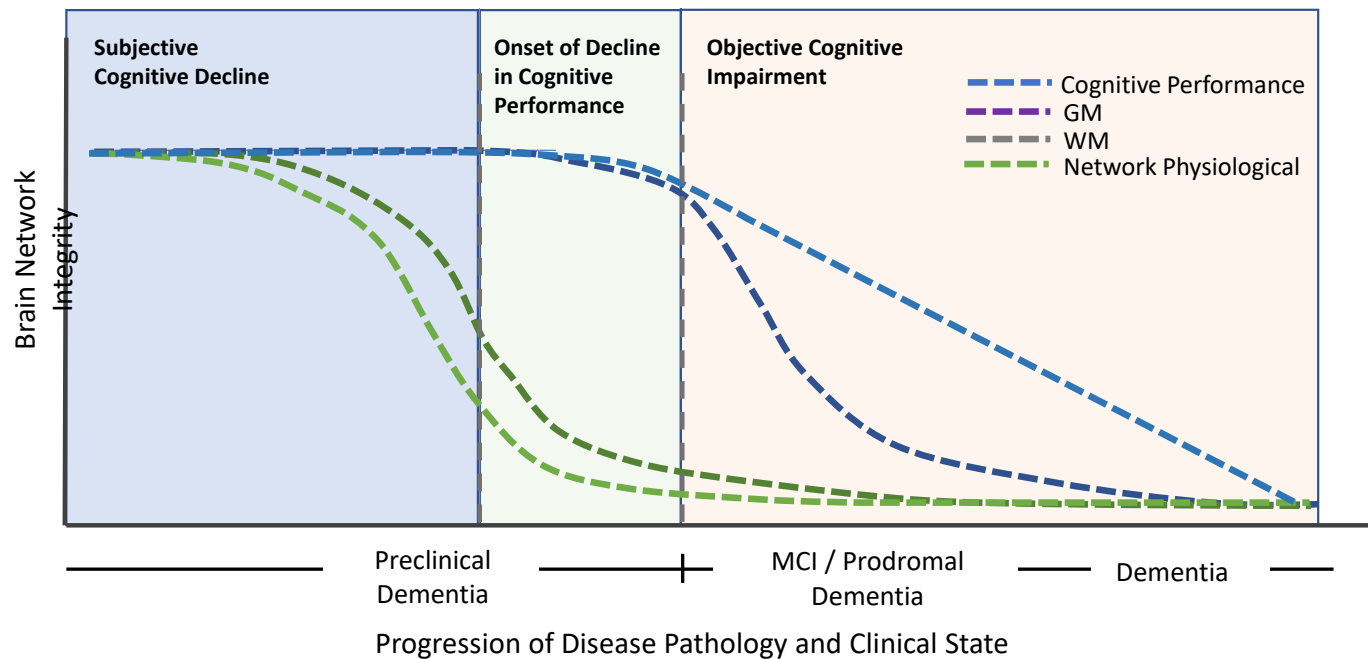 Subjective
Cognitive Decline
Onset of Decline
in Cognitive
Performance
Objective Cognitive
Impairment
Cognitive Performance
GM
WM
Network Physiological
Brain Network
Integrity
Preclinical
Dementia
MCI / Prodromal
Dementia
Dementia
Progression of Disease Pathology and Clinical State